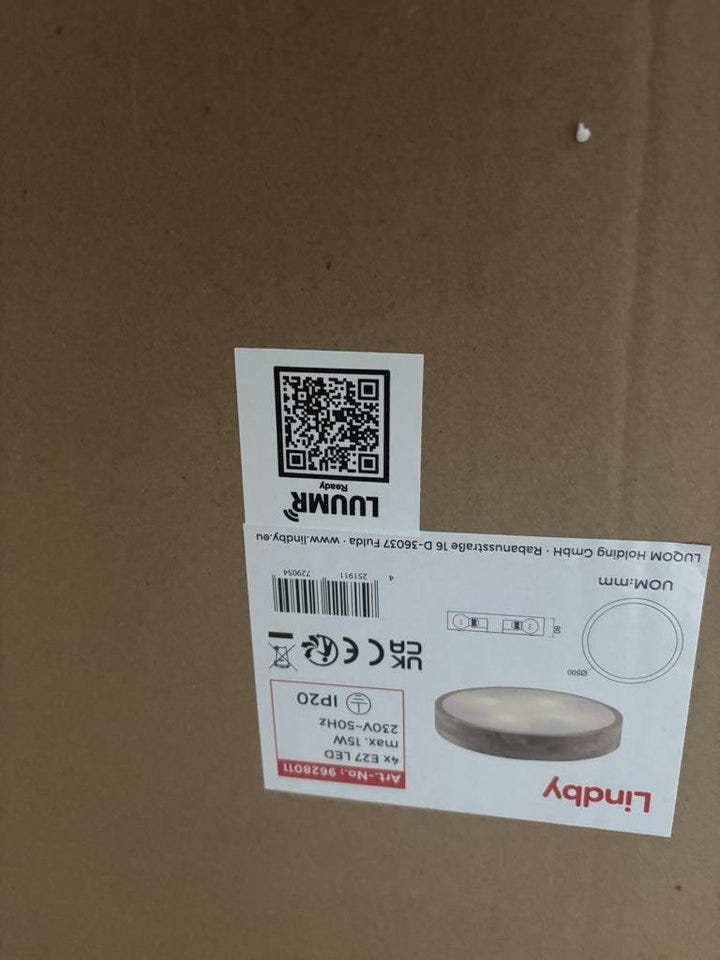 Lindby
Art.-No.: 9628011
4x E27 LED
max. 15W
230V~50Hz
IP20
Ø500
80
UK
CA
CE
UOM:mm
4 251911 729054
LUQOM Holding GmbH · Rabanusstraße 16 D-36037 Fulda · www.lindby.eu
LUUMR
Ready